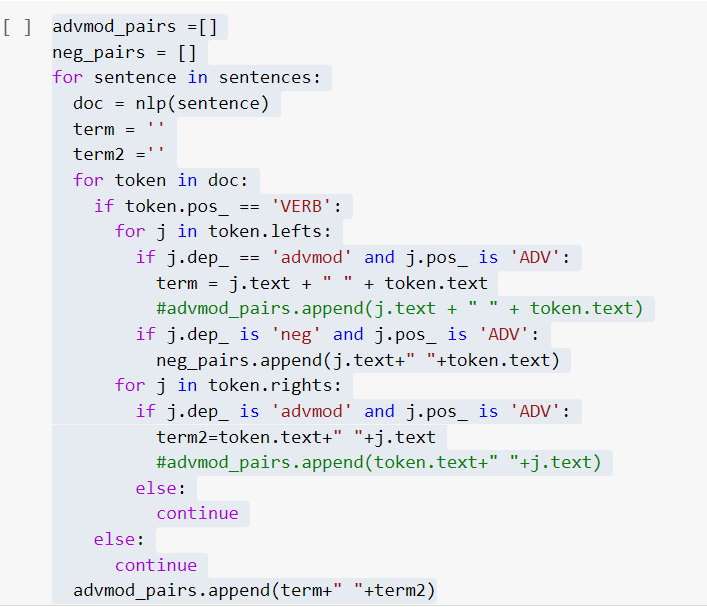 [ ] advmod_pairs =[]
neg_pairs = []
for sentence in sentences:
  doc = nlp(sentence)
  term = ''
  term2 =''
  for token in doc:
    if token.pos_ == 'VERB':
      for j in token.lefts:
        if j.dep_ == 'advmod' and j.pos_ is 'ADV':
          term = j.text + " " + token.text
          #advmod_pairs.append(j.text + " " + token.text)
        if j.dep_ is 'neg' and j.pos_ is 'ADV':
          neg_pairs.append(j.text+" "+token.text)
      for j in token.rights:
        if j.dep_ is 'advmod' and j.pos_ is 'ADV':
          term2=token.text+" "+j.text
          #advmod_pairs.append(token.text+" "+j.text)
        else:
          continue
    else:
      continue
  advmod_pairs.append(term+" "+term2)